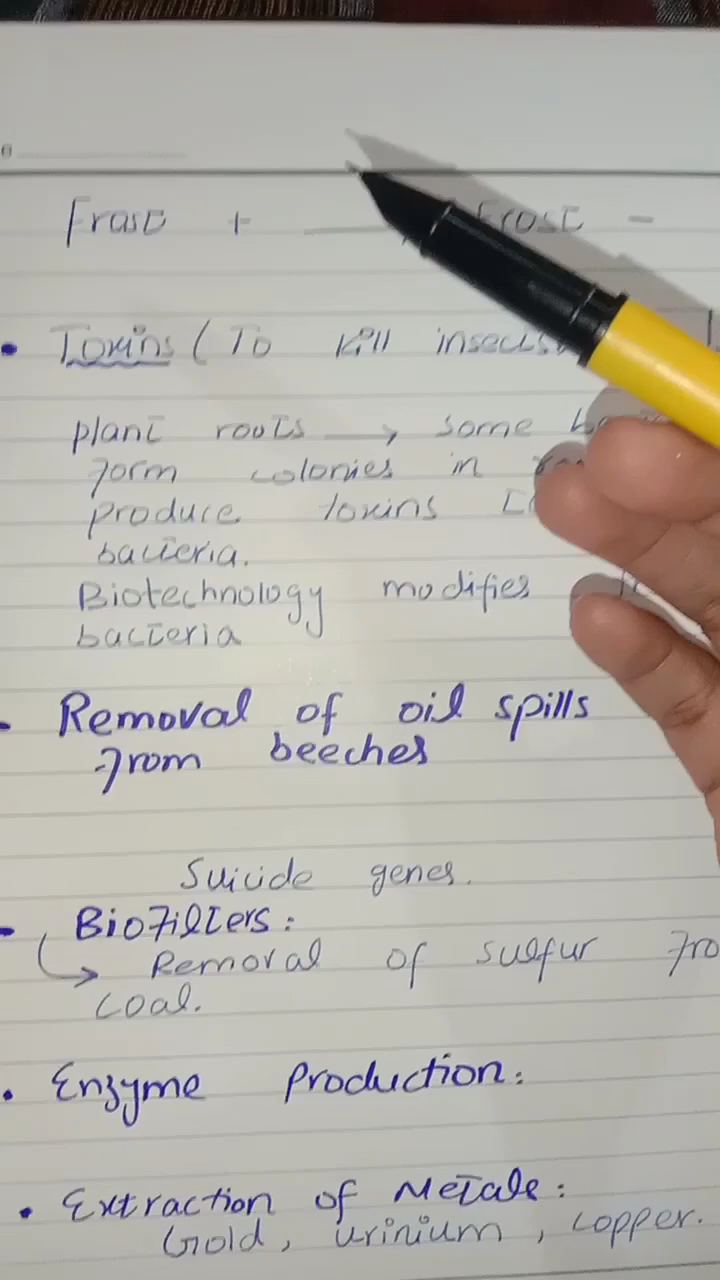 Frost + Frost -
• Toxins (To kill insects
plant roots → some
form colonies in
produce toxins
bacteria.
Biotechnology modifies
bacteria
- Removal of oil spills
from beeches
Suicide genes.
- BioFilters:
↳ Removal of sulfur fro
coal.
• Enzyme Production:
• Extraction of Metals:
Gold, urinium, copper.